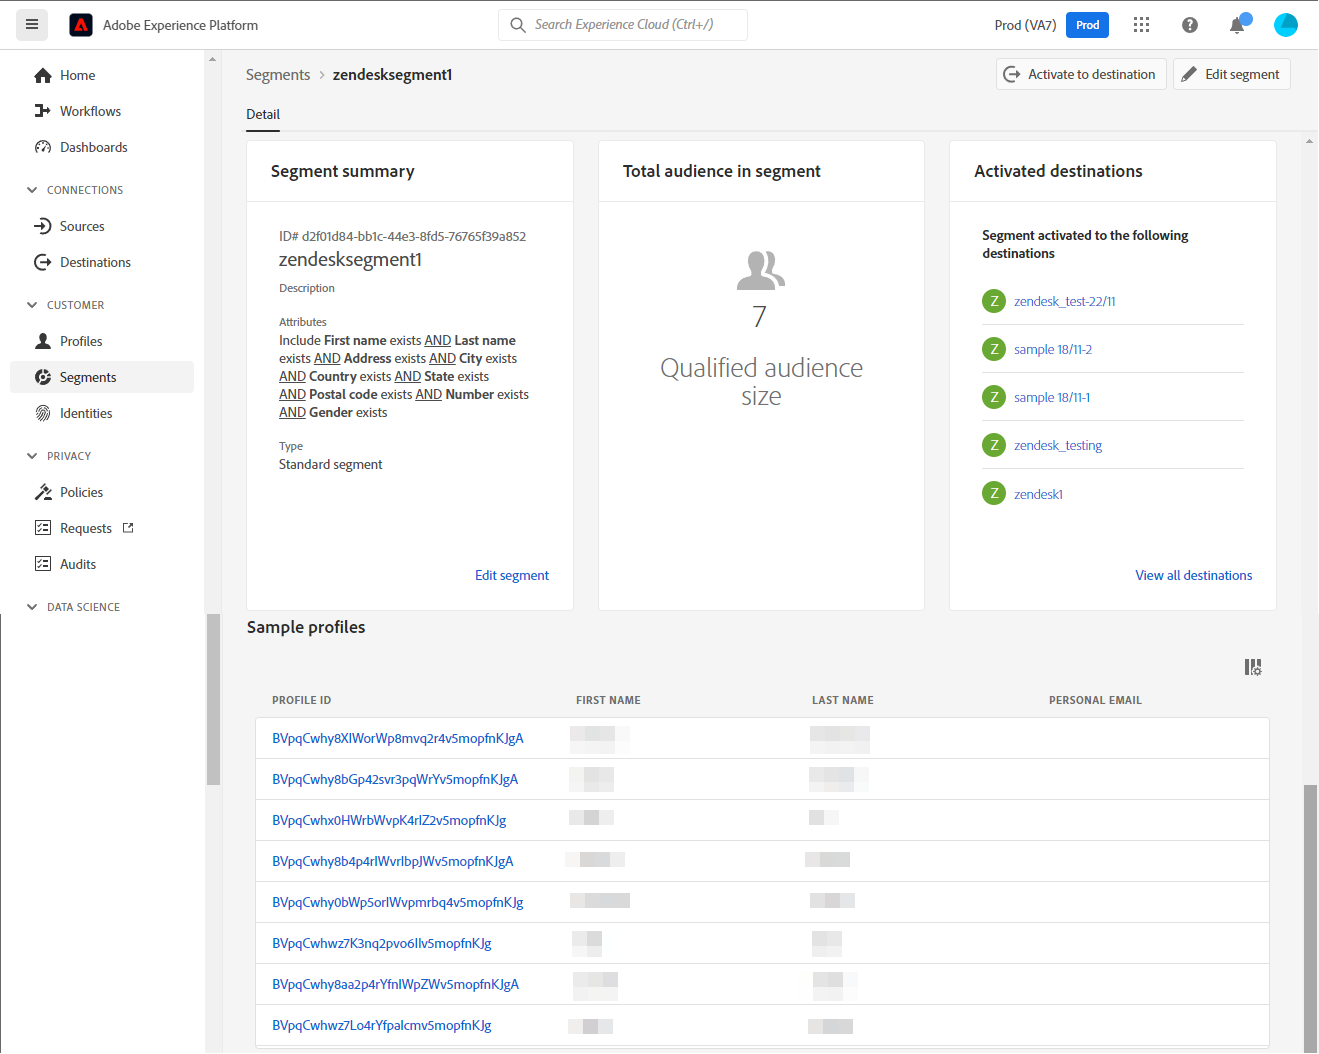 Adobe Experience Platform
Search Experience Cloud (Ctrl+/)
Prod (VA7)
Prod
Home
Workflows
Dashboards
CONNECTIONS
Sources
Destinations
CUSTOMER
Profiles
Segments
Identities
PRIVACY
Policies
Requests
Audits
DATA SCIENCE
Segments > zendesksegment1
Activate to destination
Edit segment
Detail
Segment summary
ID# d2f01d84-bb1c-44e3-8fd5-76765f39a852
zendesksegment1
Description
Attributes
Include First name exists AND Last name
exists AND Address exists AND City exists
AND Country exists AND State exists
AND Postal code exists AND Number exists
AND Gender exists
Type
Standard segment
Edit segment
Total audience in segment
7
Qualified audience
size
Activated destinations
Segment activated to the following
destinations
Z zendesk_test-22/11
Z sample 18/11-2
Z sample 18/11-1
Z zendesk_testing
Z zendesk1
View all destinations
Sample profiles
PROFILE ID FIRST NAME LAST NAME PERSONAL EMAIL
BVpqCwhy8XIWorWp8mvq2r4v5mopfnKJgA
BVpqCwhy8bGp42svr3pqWrYv5mopfnKJgA
BVpqCwhx0HWrbWvpK4rIZ2v5mopfnKJg
BVpqCwhy8b4p4rIWvrIbpJWv5mopfnKJgA
BVpqCwhy0bWp5orIWvpmrbq4v5mopfnKJg
BVpqCwhwz7K3nq2pvo6Ilv5mopfnKJg
BVpqCwhy8aa2p4rYfnIWpZWv5mopfnKJgA
BVpqCwhwz7Lo4rYfpalcmv5mopfnKJg